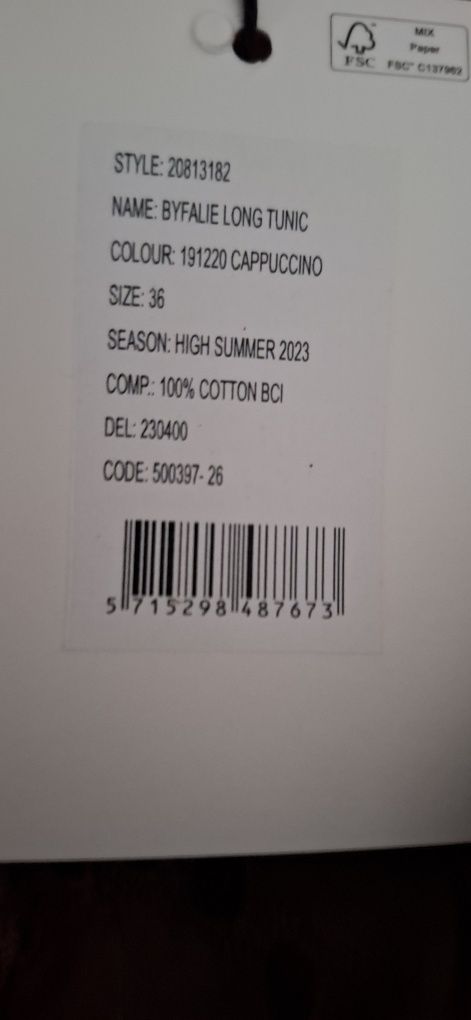 MIX
Paper
FSC
FSC™ C137962
STYLE: 20813182
NAME: BYFALIE LONG TUNIC
COLOUR: 191220 CAPPUCCINO
SIZE: 36
SEASON: HIGH SUMMER 2023
COMP.: 100% COTTON BCI
DEL: 230400
CODE: 500397- 26
5 715298 487673